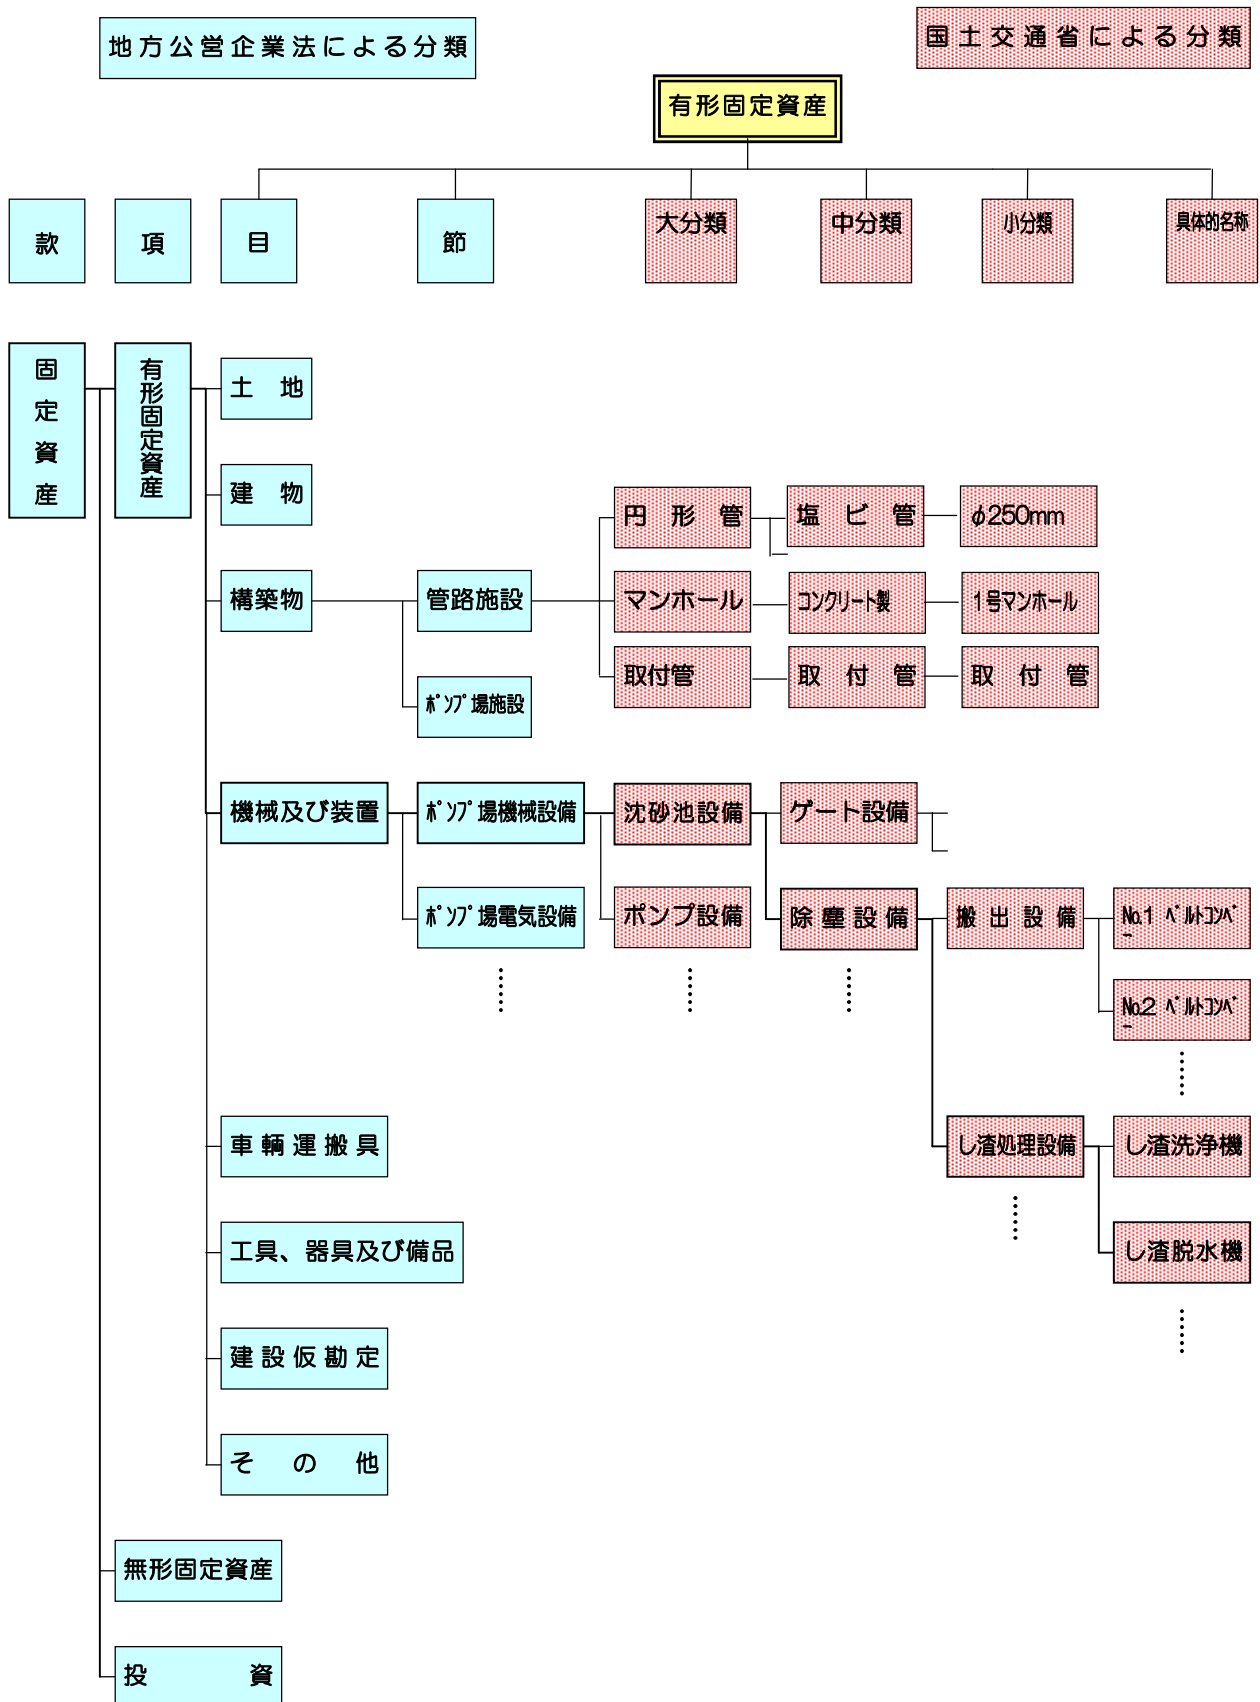 地方公営企業法による分類
国土交通省による分類
有形固定資産
款
項
目
節
大分類
中分類
小分類
具体的名称
固定資産
有形固定資産
土地
建物
円形管
塩ビ管
φ250mm
構築物
管路施設
マンホール
コンクリート製
1号マンホール
取付管
取付管
取付管
ﾎﾟﾝﾌﾟ場施設
機械及び装置
ﾎﾟﾝﾌﾟ場機械設備
沈砂池設備
ゲート設備
ﾎﾟﾝﾌﾟ場電気設備
ポンプ設備
除塵設備
搬出設備
№1 ﾍﾞﾙﾄｺﾝﾍﾞ
ｰ
№2 ﾍﾞﾙﾄｺﾝﾍﾞ
ｰ
車輌運搬具
し渣処理設備
し渣洗浄機
工具、器具及び備品
し渣脱水機
建設仮勘定
その他
無形固定資産
投資